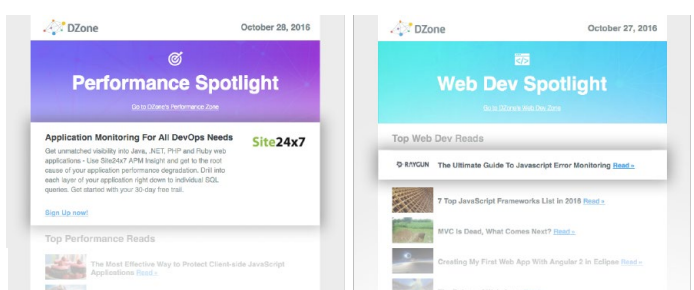 DZone
October 28, 2016
Performance Spotlight
Go to DZone's Performance Zone
Application Monitoring For All DevOps Needs
Site24x7
Get unmatched visibility into Java, .NET, PHP and Ruby web
applications - Use Site24x7 APM Insight and get to the root
cause of your application performance degradation. Drill into
each layer of your application right down to individual SQL
queries. Get started with your 30-day free trail.
Sign Up now!
Top Performance Reads
The Most Effective Way to Protect Client-side JavaScript
Applications Read »
DZone
October 27, 2016
Web Dev Spotlight
Go to DZone's Web Dev Zone
Top Web Dev Reads
RAYGUN
The Ultimate Guide To Javascript Error Monitoring Read »
7 Top JavaScript Frameworks List in 2016 Read »
MVC Is Dead, What Comes Next? Read »
Creating My First Web App With Angular 2 in Eclipse Read »